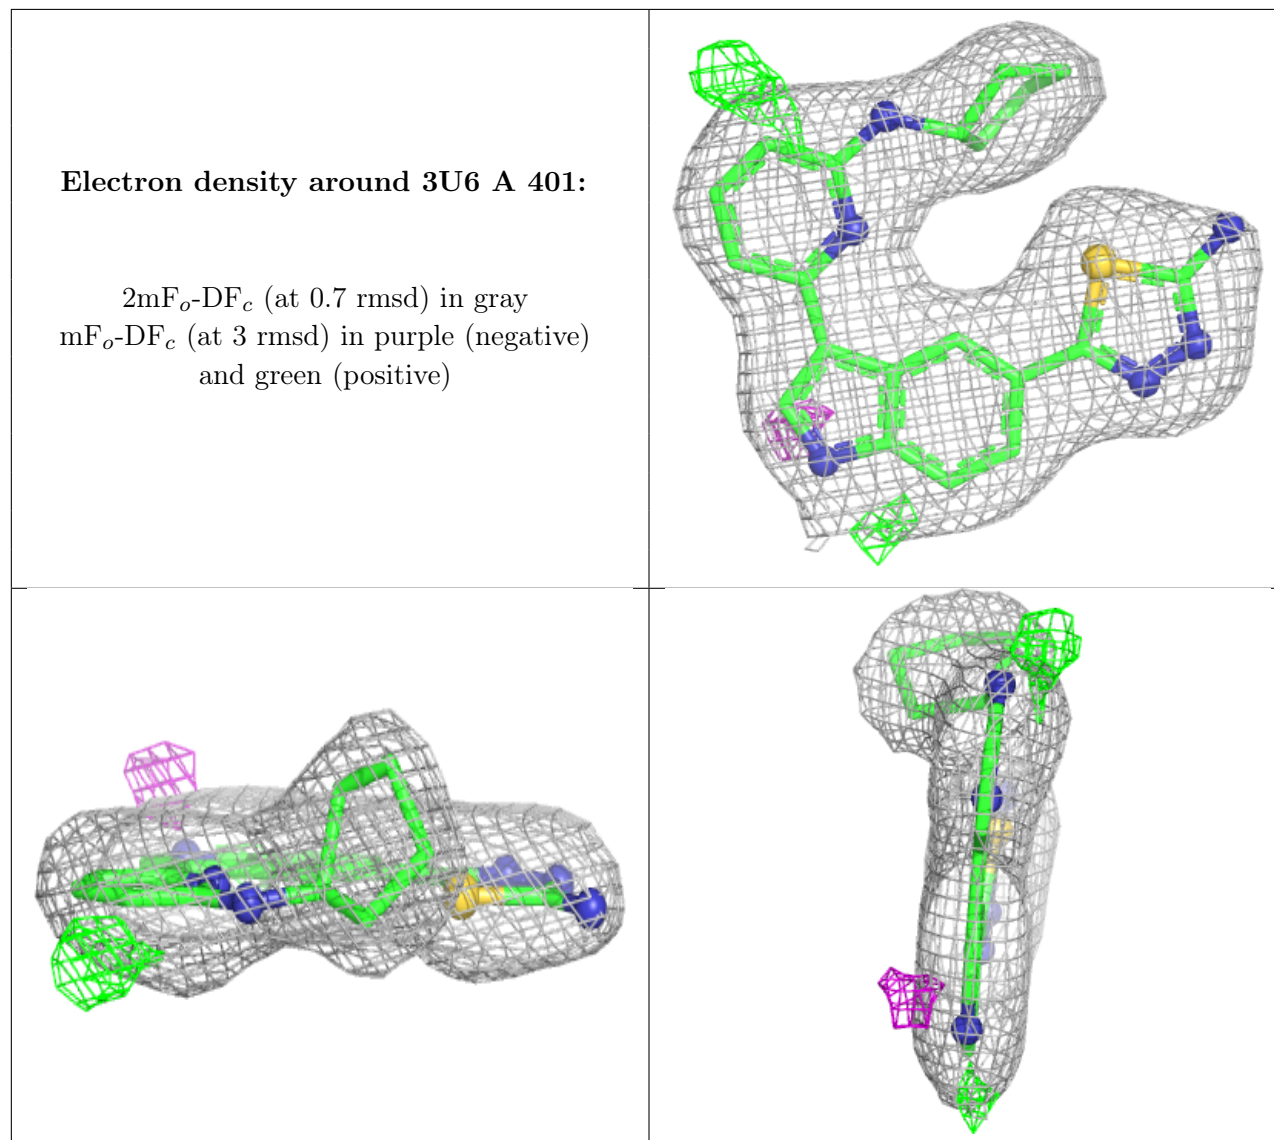 Electron density around 3U6 A 401:
2mFo-DFc (at 0.7 rmsd) in gray
mFo-DFc (at 3 rmsd) in purple (negative)
and green (positive)